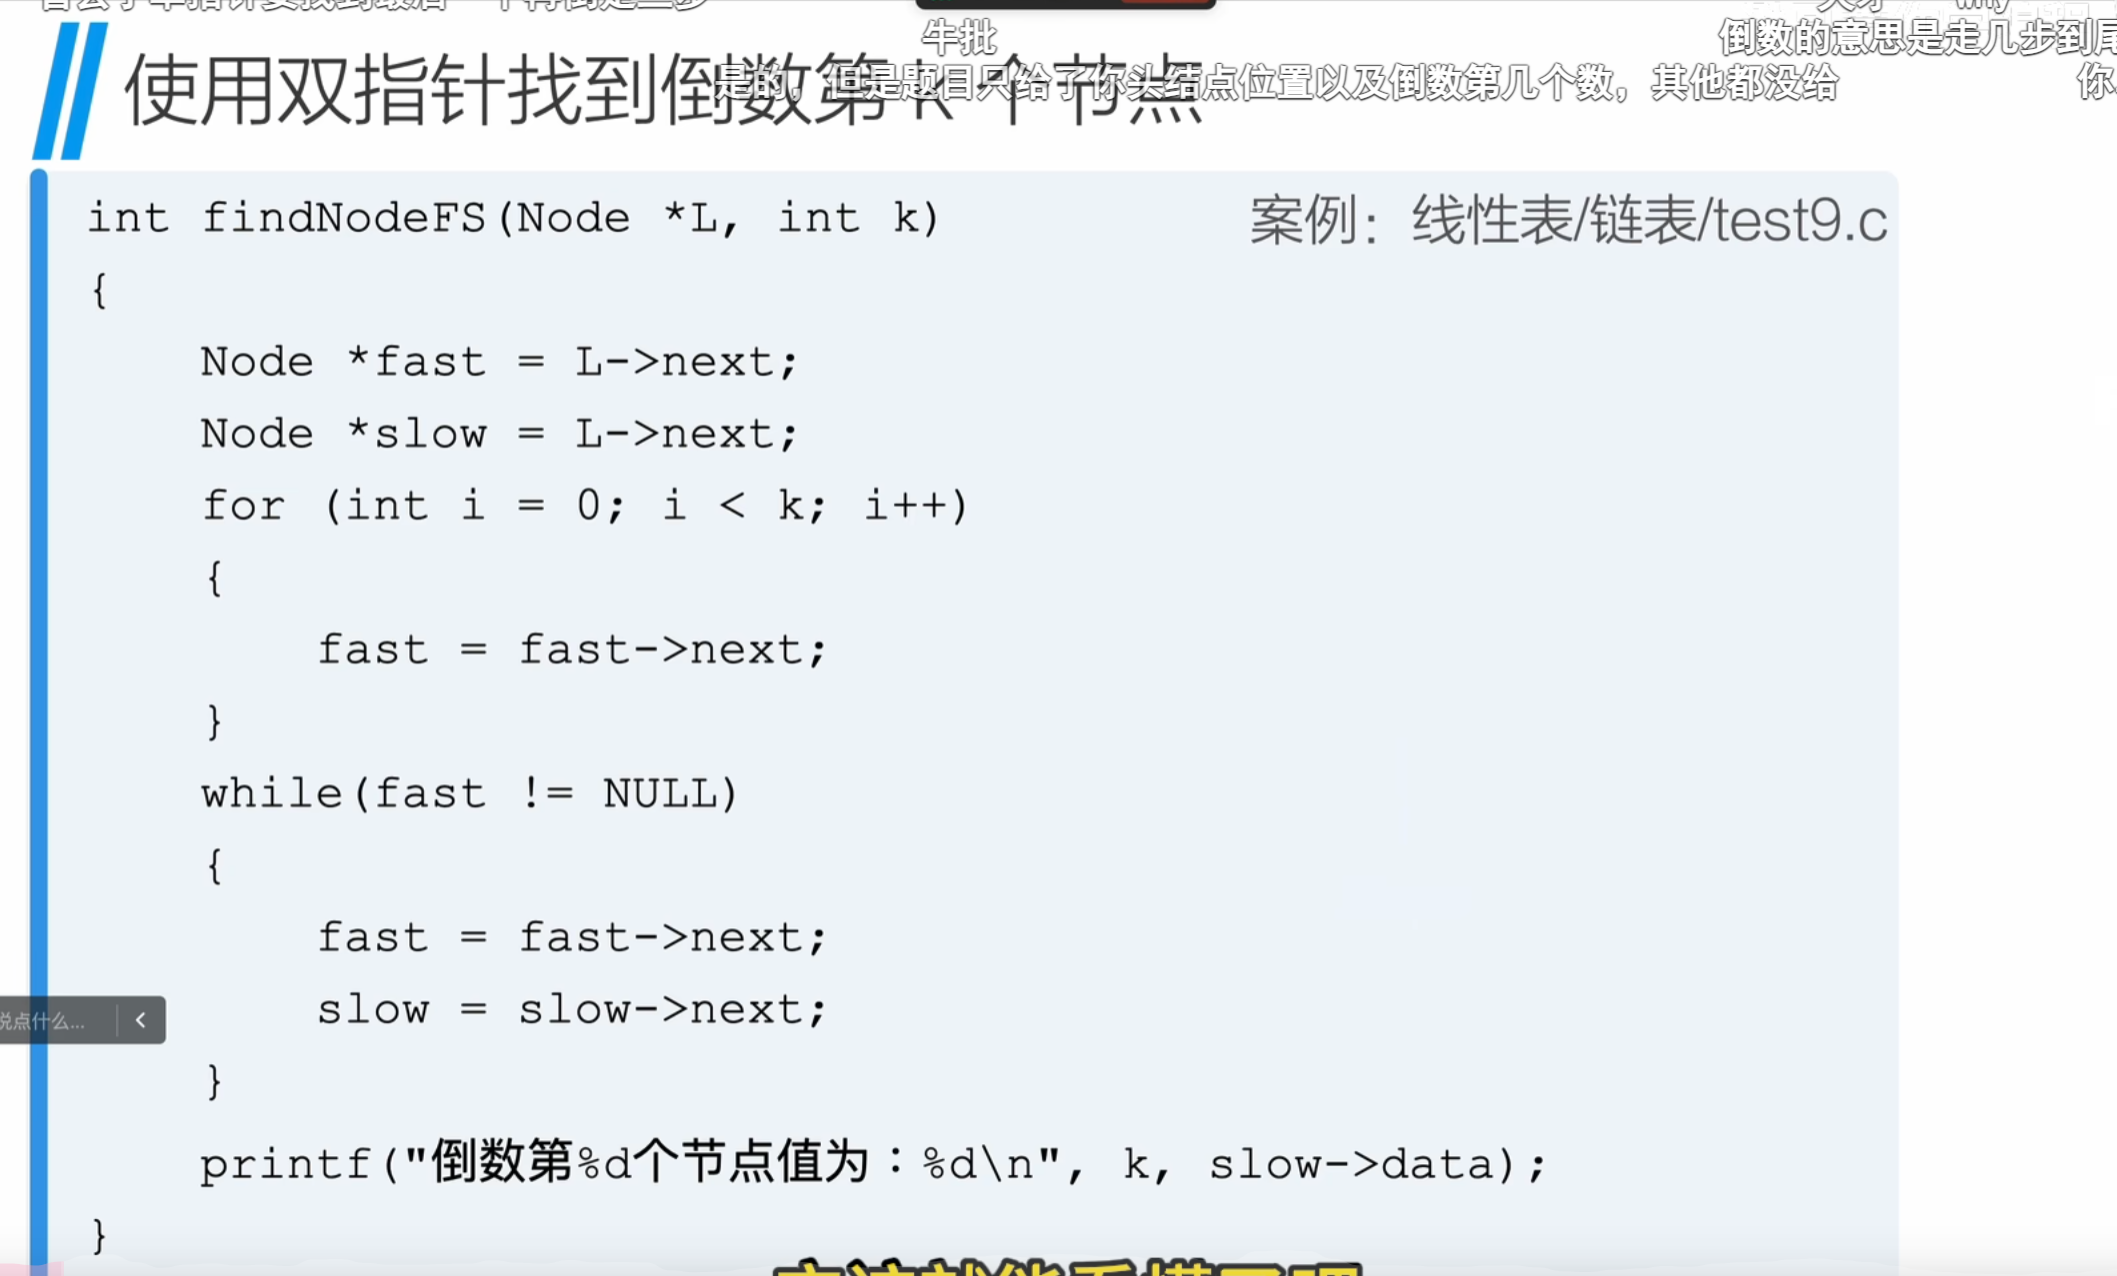 牛批
倒数的意思是走几步到尾
是的，但是题目只给了你头结点位置以及倒数第几个数，其他都没给
你
使用双指针找到倒数第 k 个节点
int findNodeFS(Node *L, int k)
案例：线性表/链表/test9.c
{
Node *fast = L->next;
Node *slow = L->next;
for (int i = 0; i < k; i++)
{
fast = fast->next;
}
while(fast != NULL)
{
fast = fast->next;
slow = slow->next;
说点什么...
}
printf("倒数第%d个节点值为：%d\n", k, slow->data);
}